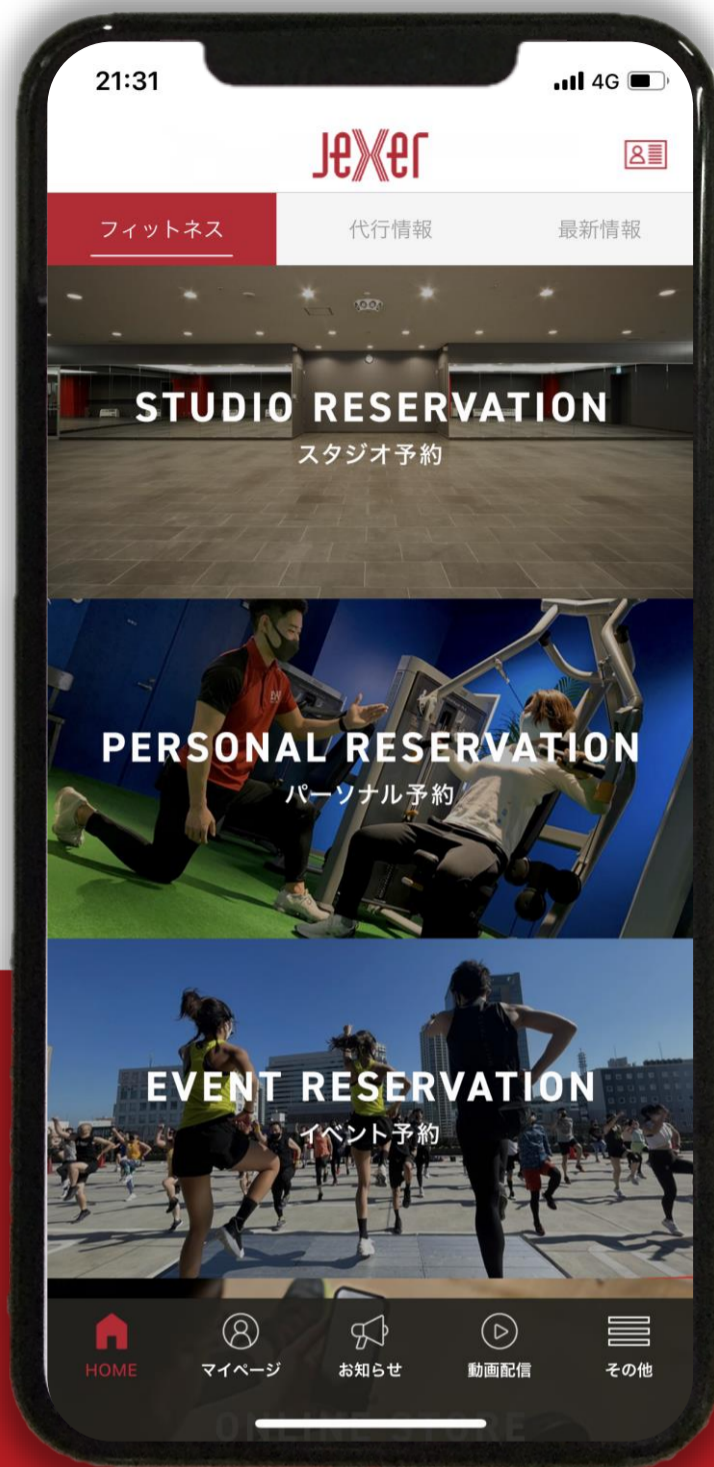 21:31
4G
Jexer
フィットネス
代行情報
最新情報
STUDIO RESERVATION
スタジオ予約
PERSONAL RESERVATION
パーソナル予約
EVENT RESERVATION
イベント予約
HOME
マイページ
お知らせ
動画配信
その他
ONLINE STORE